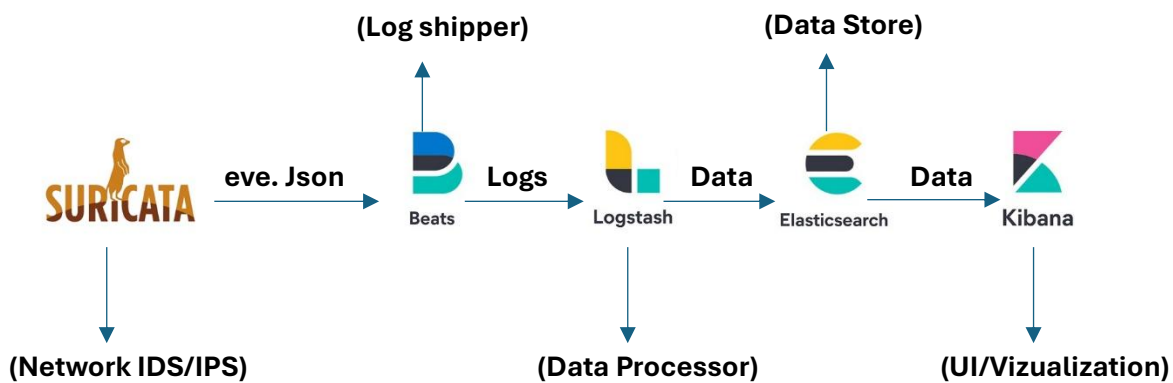 (Log shipper)
(Data Store)
SURICATA
eve. Json
Beats
Logs
Logstash
Data
Elasticsearch
Data
Kibana
(Network IDS/IPS)
(Data Processor)
(UI/Vizualization)